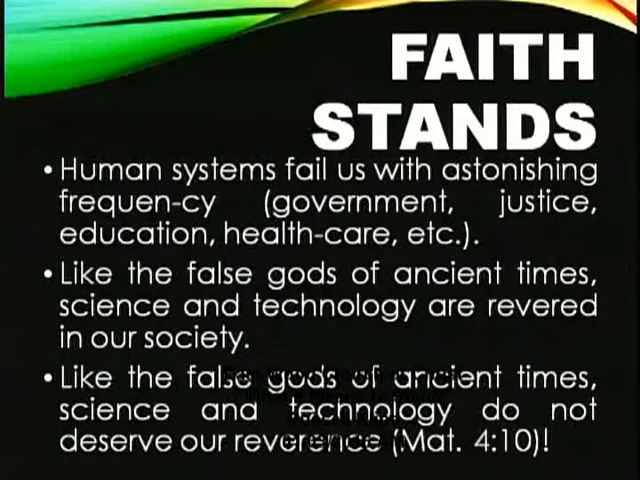 FAITH
STANDS
• Human systems fail us with astonishing
frequen-cy (government, justice,
education, health-care, etc.).
• Like the false gods of ancient times,
science and technology are revered
in our society.
• Like the false gods of ancient times,
science and technology do not
deserve our reverence (Mat. 4:10)!